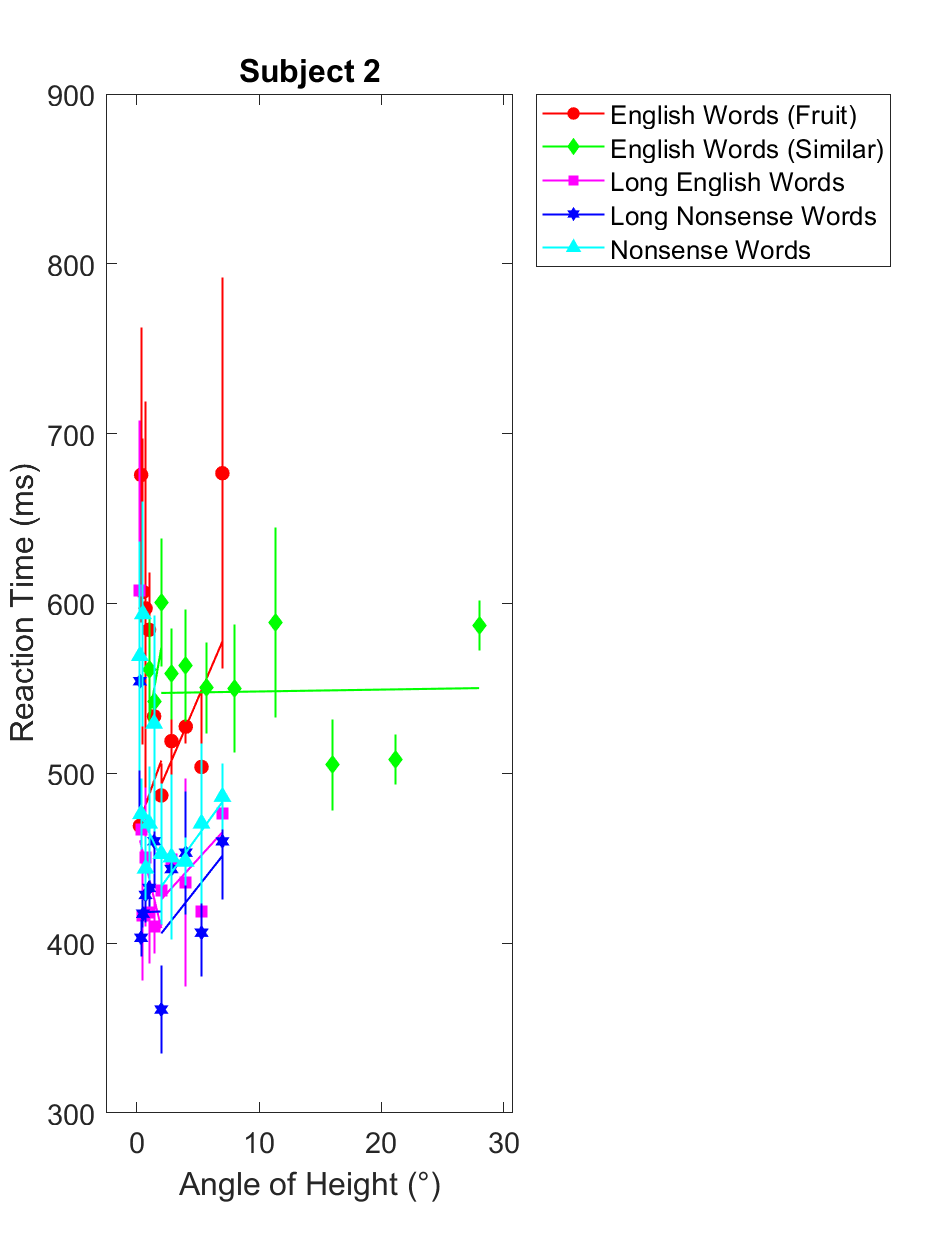 Subject 2
900
800
700
600
500
400
300
Reaction Time (ms)
0 10 20 30
Angle of Height (°)
English Words (Fruit)
English Words (Similar)
Long English Words
Long Nonsense Words
Nonsense Words